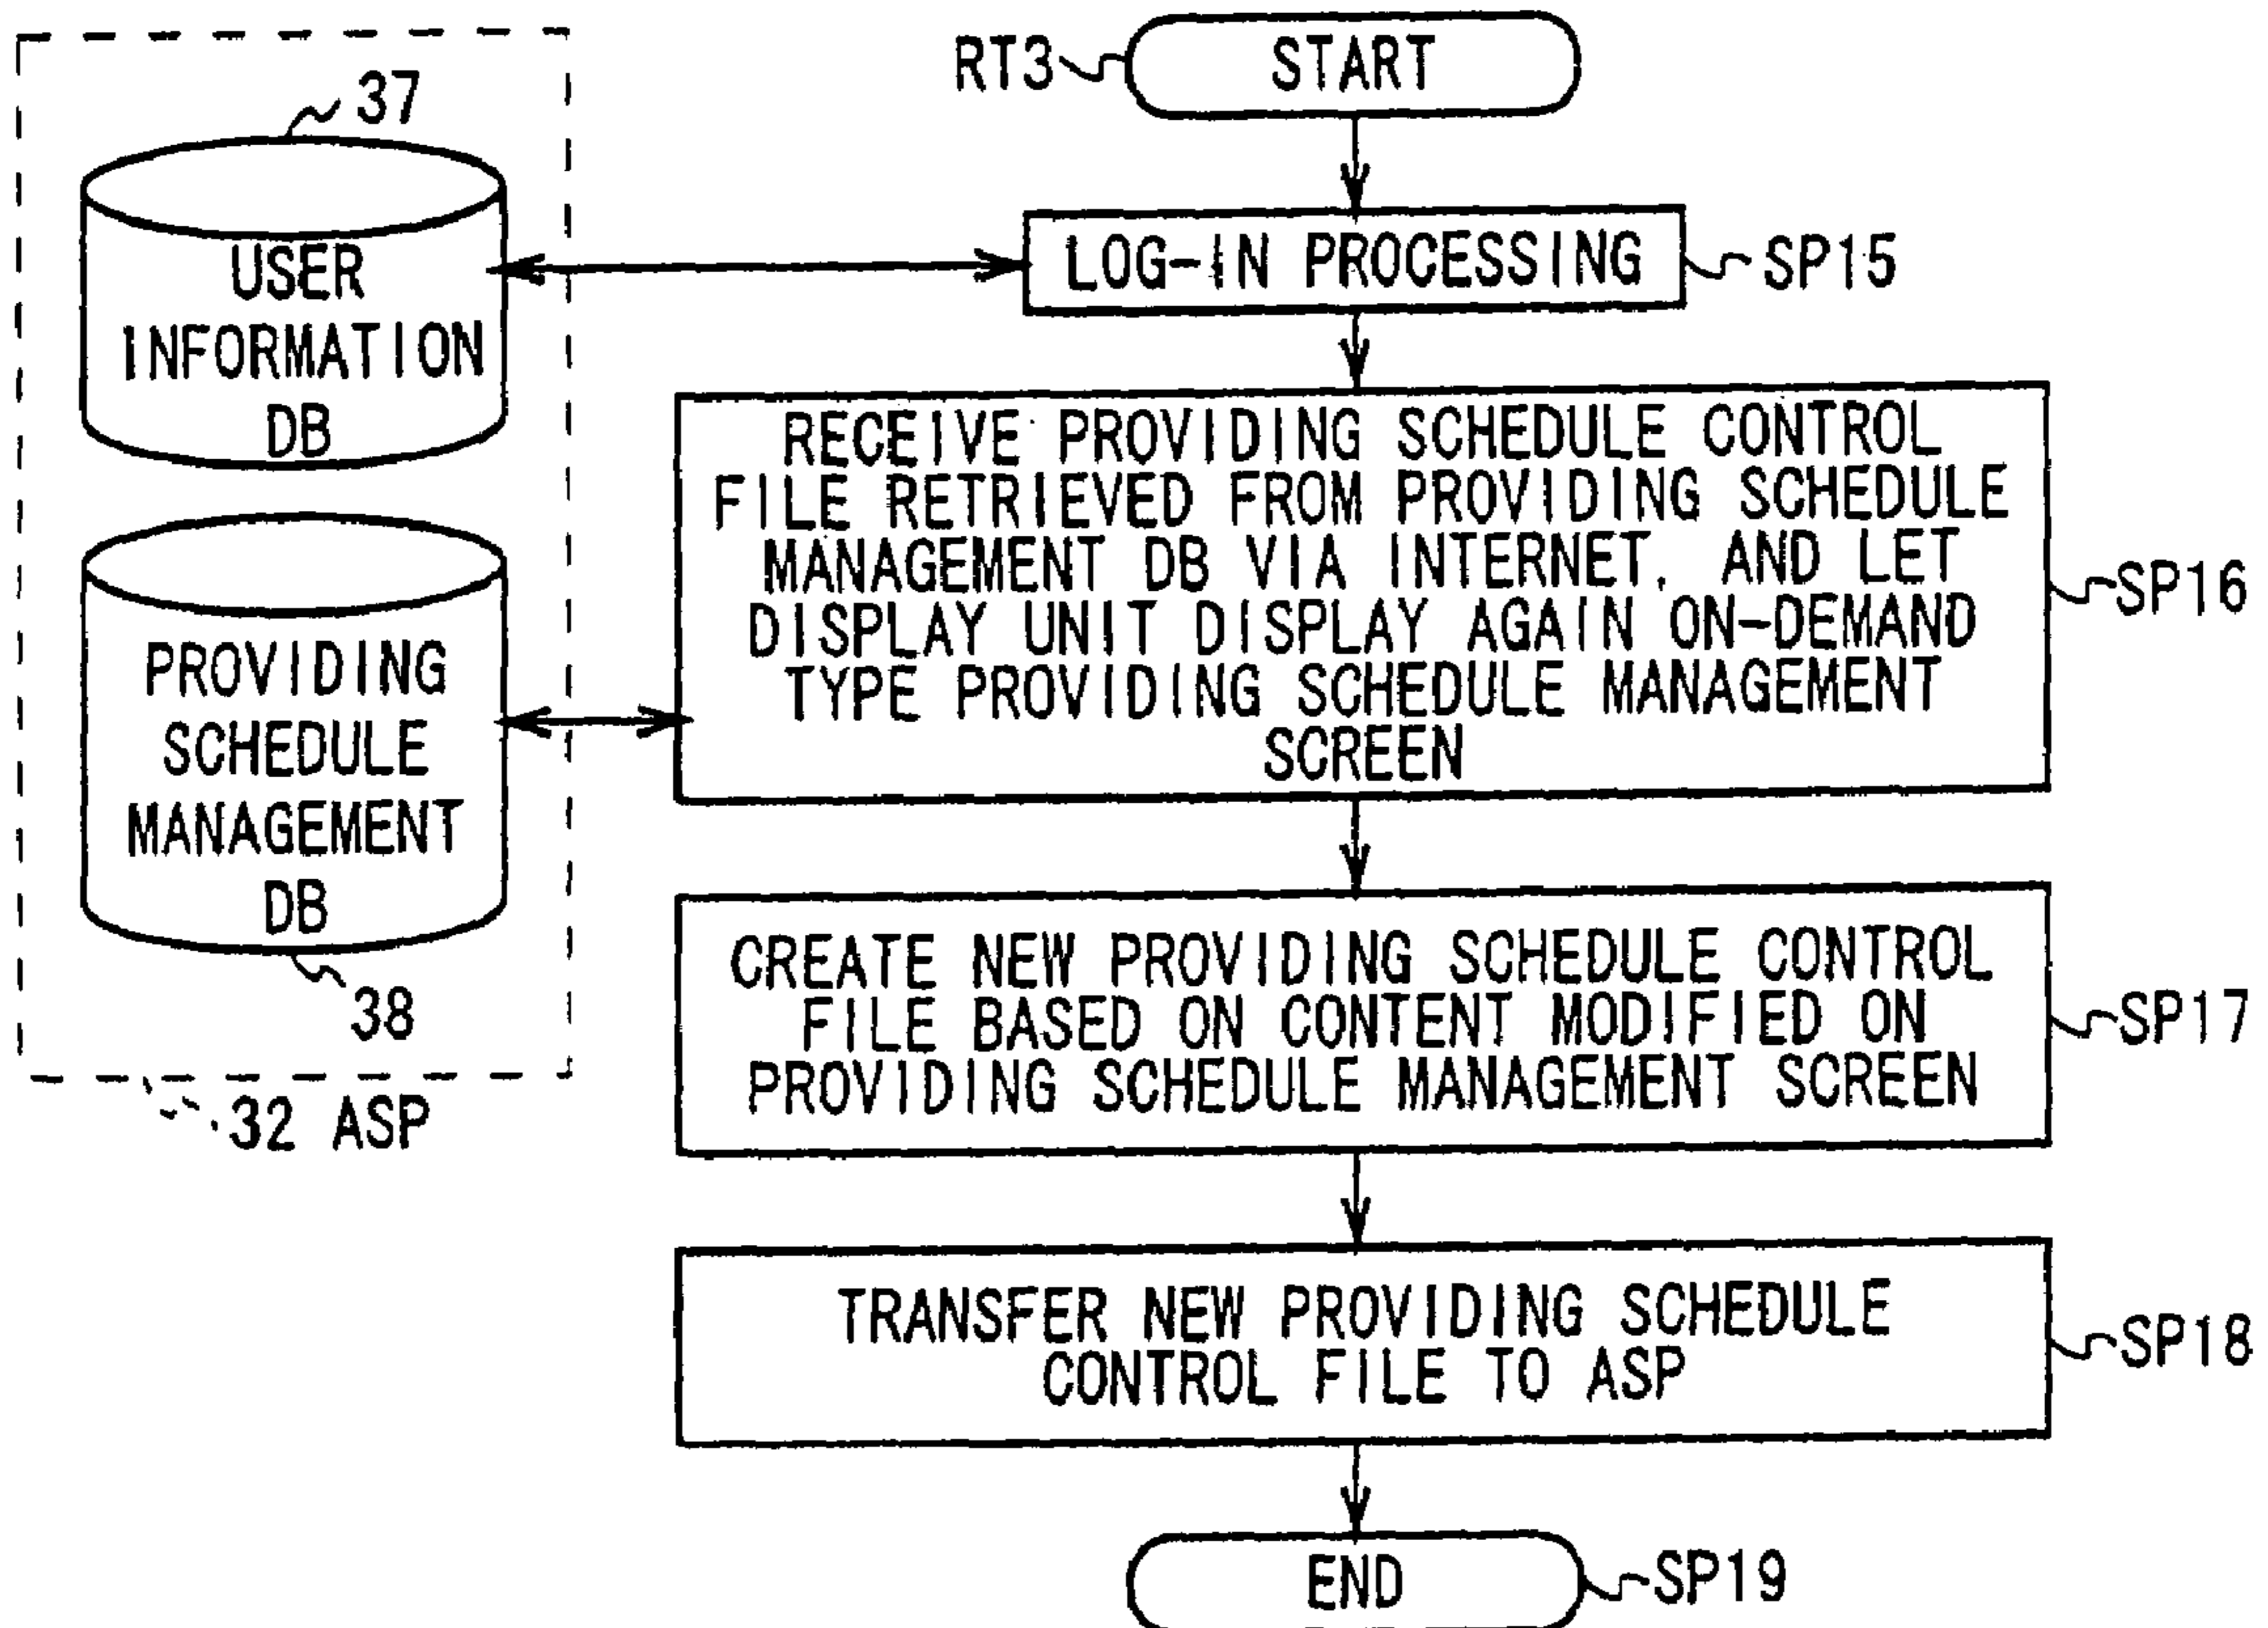 RT3
START
37
USER
INFORMATION
DB
LOG-IN PROCESSING
SP15
RECEIVE PROVIDING SCHEDULE CONTROL
FILE RETRIEVED FROM PROVIDING SCHEDULE
MANAGEMENT DB VIA INTERNET, AND LET
DISPLAY UNIT DISPLAY AGAIN ON-DEMAND
TYPE PROVIDING SCHEDULE MANAGEMENT
SCREEN
SP16
PROVIDING
SCHEDULE
MANAGEMENT
DB
38
32 ASP
CREATE NEW PROVIDING SCHEDULE CONTROL
FILE BASED ON CONTENT MODIFIED ON
PROVIDING SCHEDULE MANAGEMENT SCREEN
SP17
TRANSFER NEW PROVIDING SCHEDULE
CONTROL FILE TO ASP
SP18
END
SP19